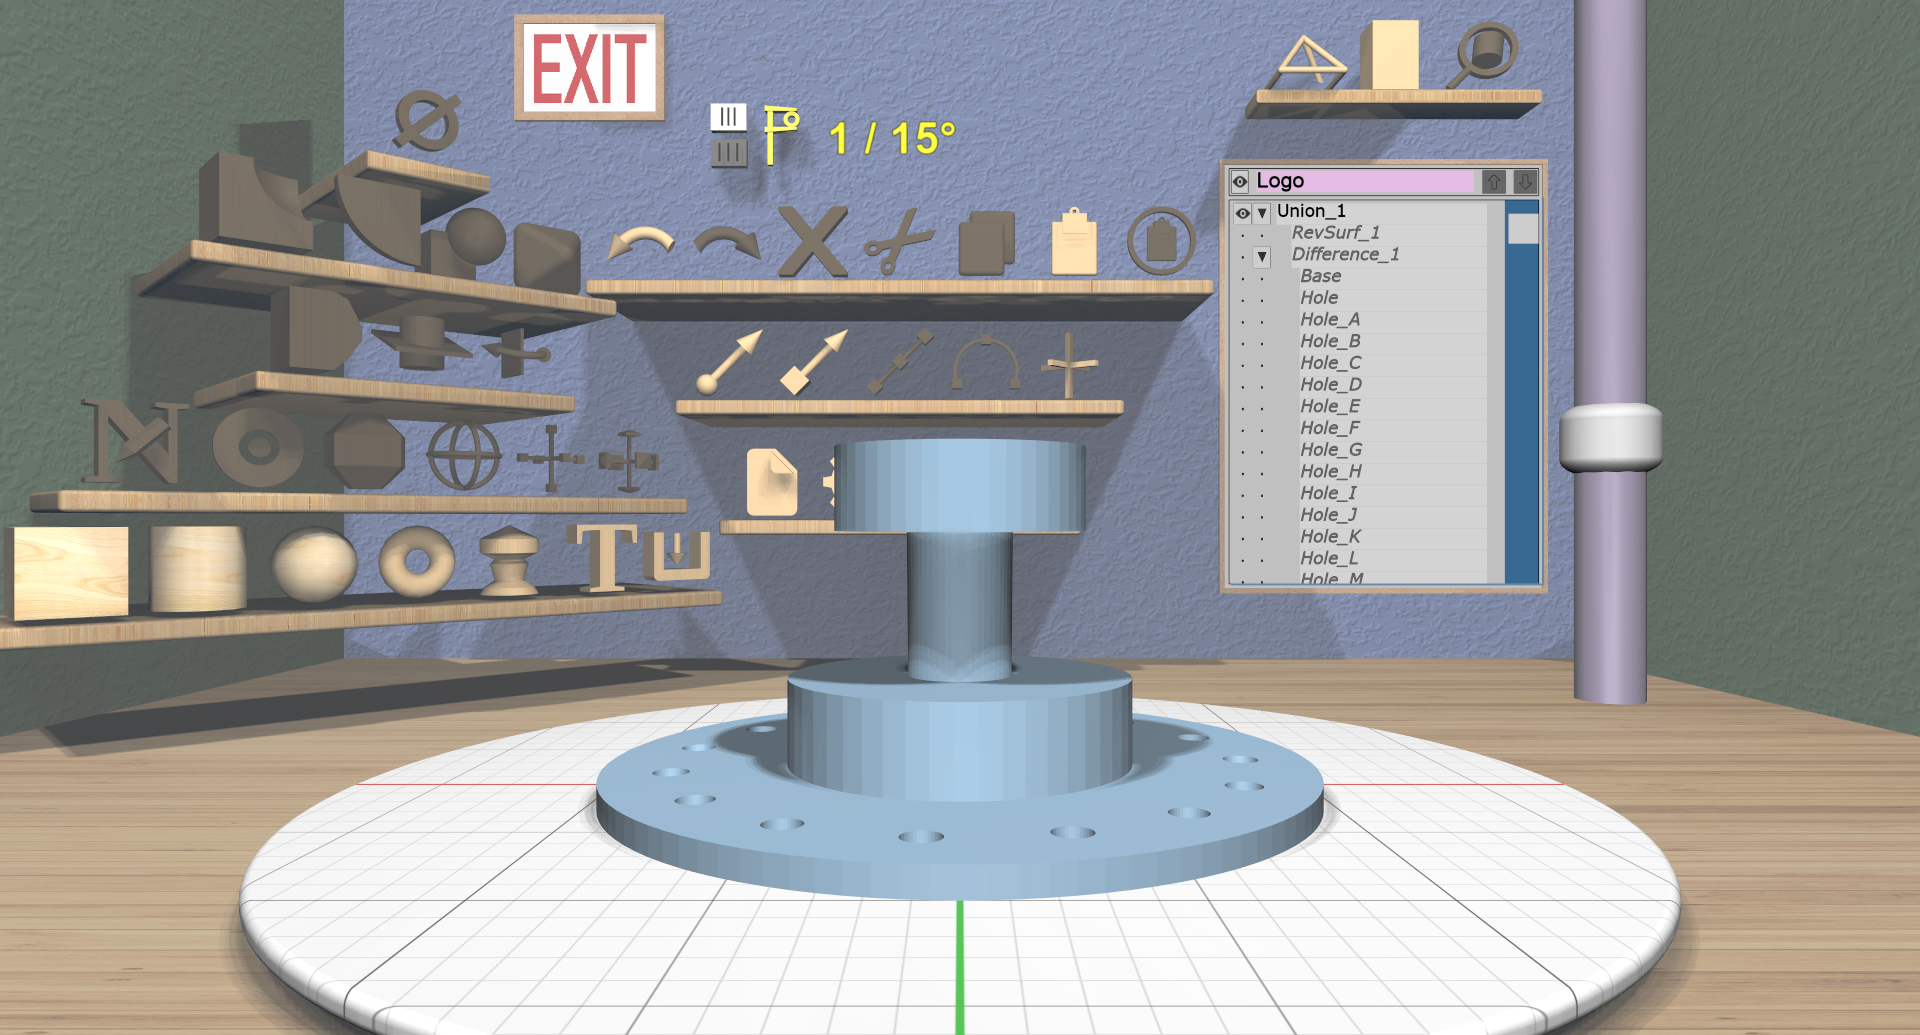 EXIT
1 / 15°
Logo
Union_1
RevSurf_1
Difference_1
Base
Hole
Hole_A
Hole_B
Hole_C
Hole_D
Hole_E
Hole_F
Hole_G
Hole_H
Hole_I
Hole_J
Hole_K
Hole_L
Hole_M
N
T